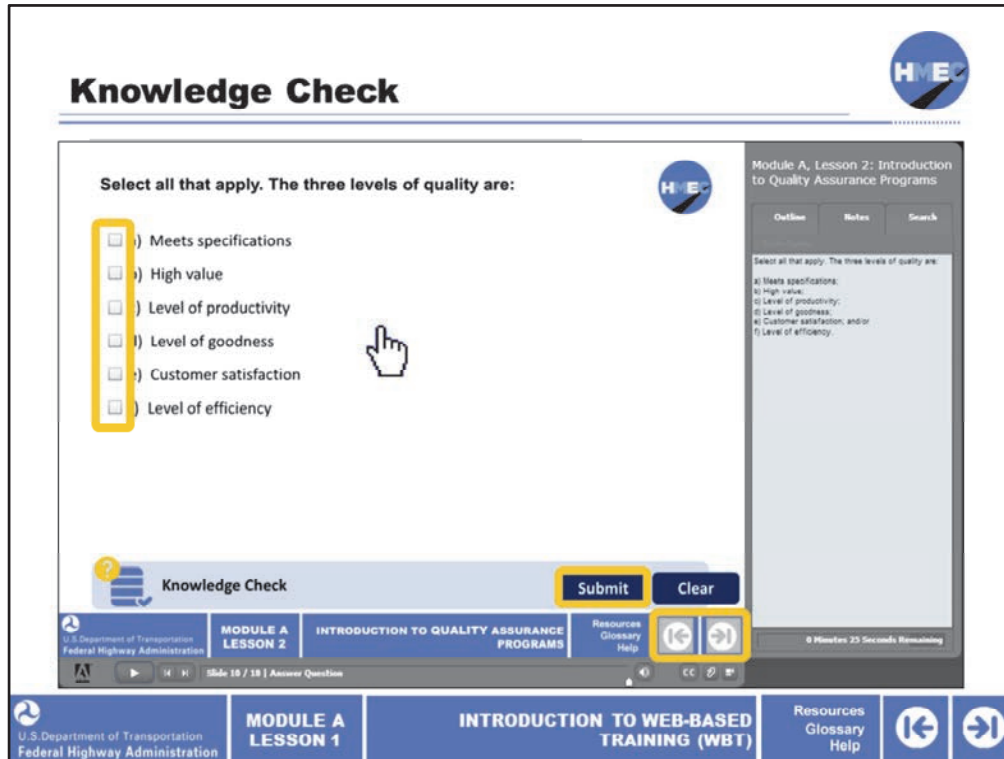 Knowledge Check
HMEC
Select all that apply. The three levels of quality are:
HMEC
) Meets specifications
) High value
) Level of productivity
) Level of goodness
) Customer satisfaction
) Level of efficiency
Module A, Lesson 2: Introduction
to Quality Assurance Programs
Outline Notes Search
Select all that apply. The three levels of quality are:
a) Meets specifications;
b) High value;
c) Level of productivity;
d) Level of goodness;
e) Customer satisfaction; and/or
f) Level of efficiency.
?
Knowledge Check
Submit
Clear
U.S.Department of Transportation
Federal Highway Administration
MODULE A
LESSON 2
INTRODUCTION TO QUALITY ASSURANCE
PROGRAMS
Resources
Glossary
Help
0 Minutes 25 Seconds Remaining
Slide 18 / 18 | Answer Question
CC
U.S.Department of Transportation
Federal Highway Administration
MODULE A
LESSON 1
INTRODUCTION TO WEB-BASED
TRAINING (WBT)
Resources
Glossary
Help